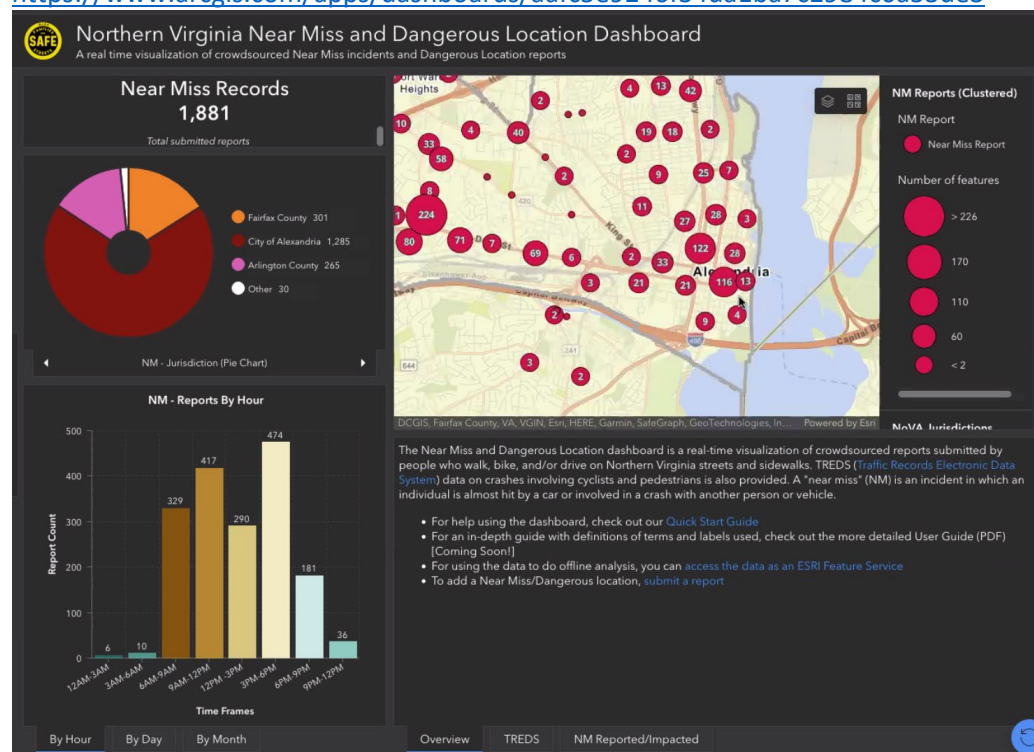 SAFE
Northern Virginia Near Miss and Dangerous Location Dashboard
A real time visualization of crowdsourced Near Miss incidents and Dangerous Location reports
Near Miss Records
1,881
Total submitted reports
Fairfax County 301
City of Alexandria 1,285
Arlington County 265
Other 30
NM - Jurisdiction (Pie Chart)
NM - Reports By Hour
Report Count
500
400
300
200
100
0
6
10
329
417
290
474
181
36
12AM-3AM
3AM-6AM
6AM-9AM
9AM-12PM
12PM -3PM
3PM-6PM
6PM-9PM
9PM-12PM
Time Frames
By Hour By Day By Month
Heights
4 13 42
2
10 4 40 19 18 2
33
58 2
2 9 25 7
8
420
1 224 11 27 28 3
80 71 7 69 6 2 33 122 28
King St
Alexandria
3 21 21 116 13
Eisenhower Ave
Capital Beltway
2 9 4
495
241
644
3 2
DCGIS, Fairfax County, VA, VGIN, Esri, HERE, Garmin, SafeGraph, GeoTechnologies, In... Powered by Esri
NM Reports (Clustered)
NM Report
Near Miss Report
Number of features
> 226
170
110
60
< 2
NoVA Jurisdictions
The Near Miss and Dangerous Location dashboard is a real-time visualization of crowdsourced reports submitted by
people who walk, bike, and/or drive on Northern Virginia streets and sidewalks. TREDS (Traffic Records Electronic Data
System) data on crashes involving cyclists and pedestrians is also provided. A "near miss" (NM) is an incident in which an
individual is almost hit by a car or involved in a crash with another person or vehicle.
• For help using the dashboard, check out our Quick Start Guide
• For an in-depth guide with definitions of terms and labels used, check out the more detailed User Guide (PDF)
[Coming Soon!]
• For using the data to do offline analysis, you can access the data as an ESRI Feature Service
• To add a Near Miss/Dangerous location, submit a report
Overview TREDS NM Reported/Impacted